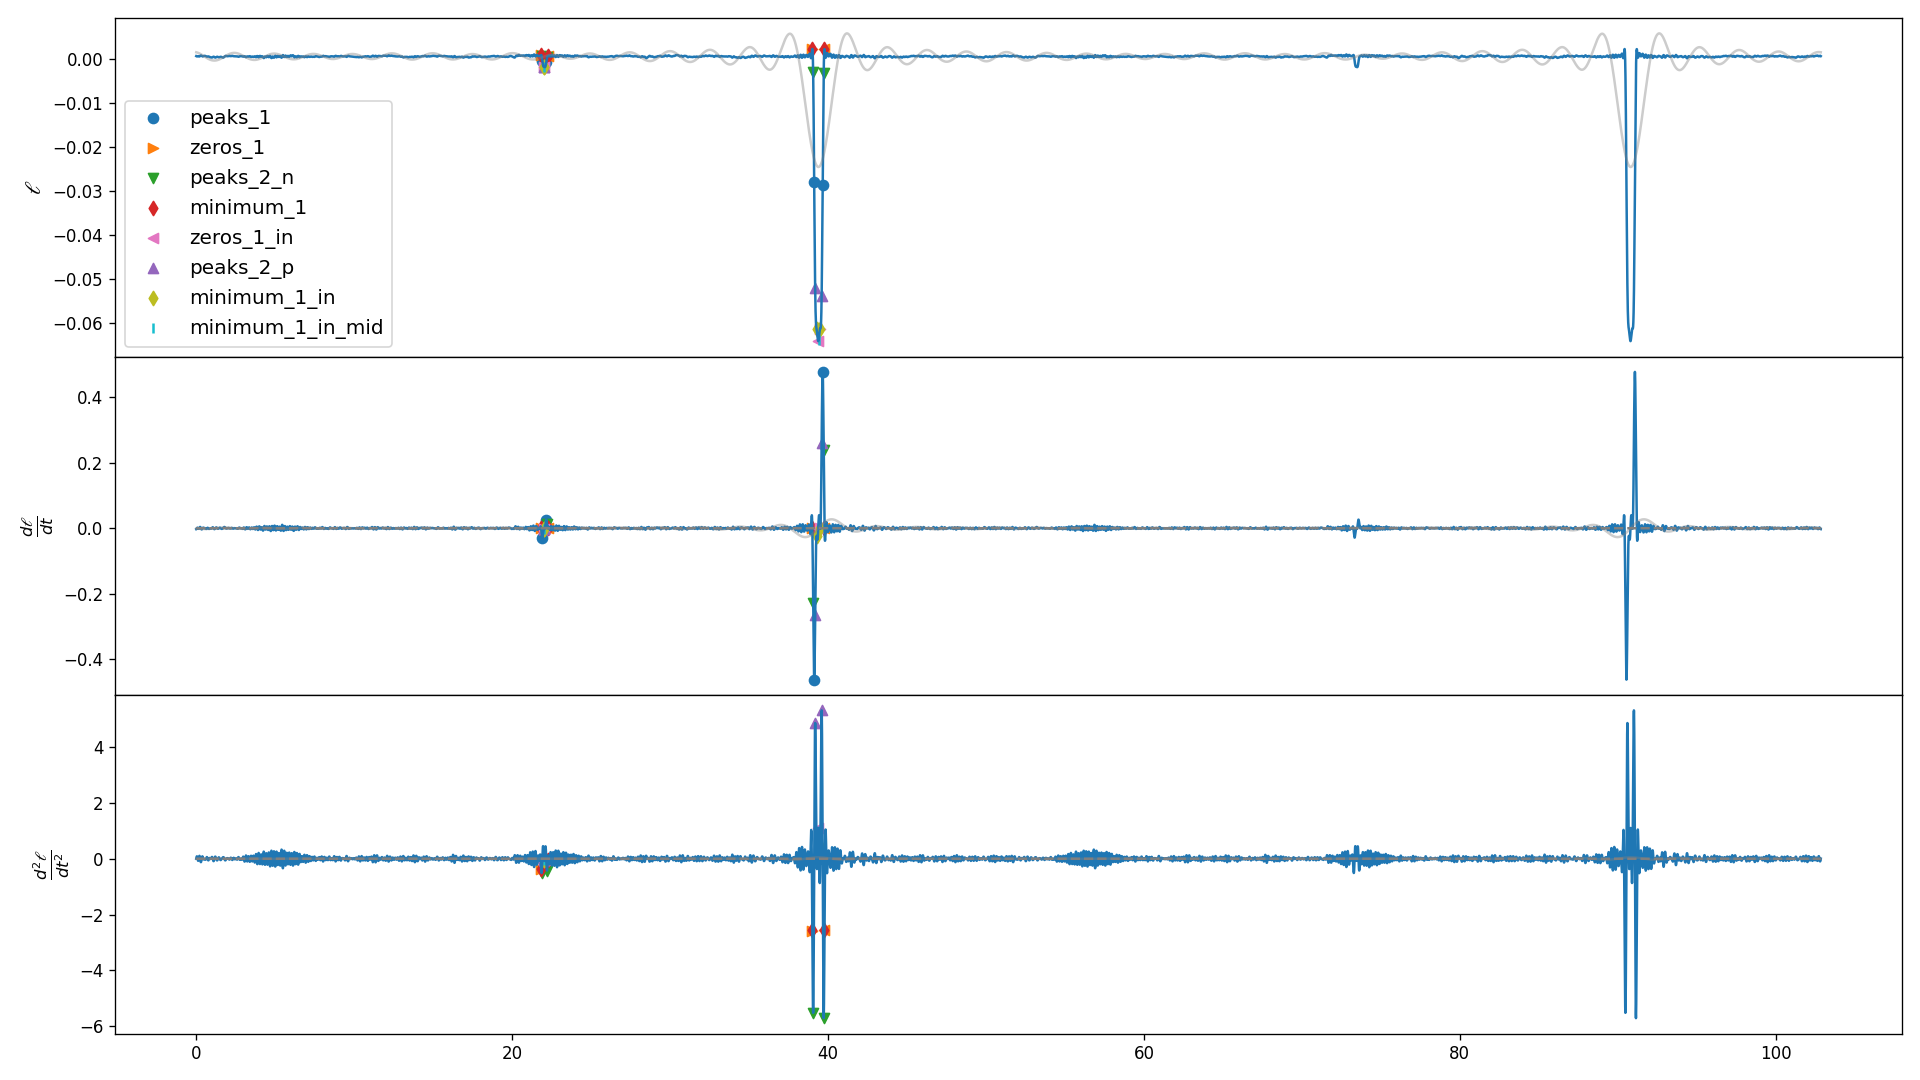 0.00
−0.01
−0.02
−0.03
−0.04
−0.05
−0.06
ℓ
peaks_1
zeros_1
peaks_2_n
minimum_1
zeros_1_in
peaks_2_p
minimum_1_in
minimum_1_in_mid
0.4
0.2
0.0
−0.2
−0.4
dℓ
dt
4
2
0
−2
−4
−6
d²ℓ
dt²
0 20 40 60 80 100